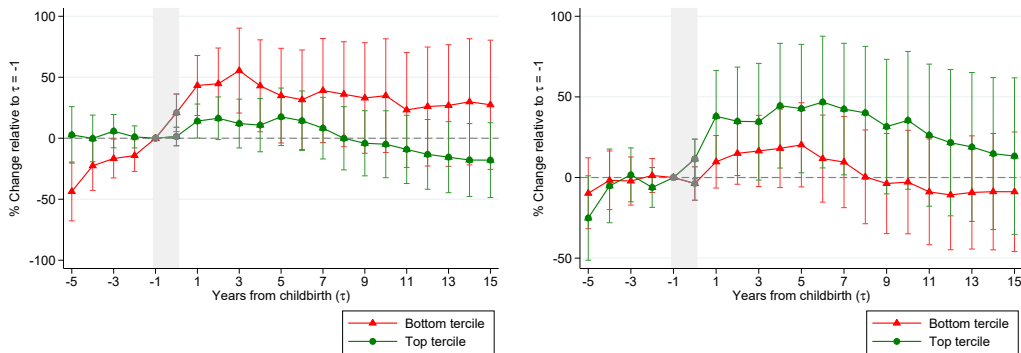 % Change relative to τ = -1
100
50
0
-50
-100
-5 -3 -1 1 3 5 7 9 11 13 15
Years from childbirth (τ)
Bottom tercile
Top tercile
% Change relative to τ = -1
100
50
0
-50
-5 -3 -1 1 3 5 7 9 11 13 15
Years from childbirth (τ)
Bottom tercile
Top tercile